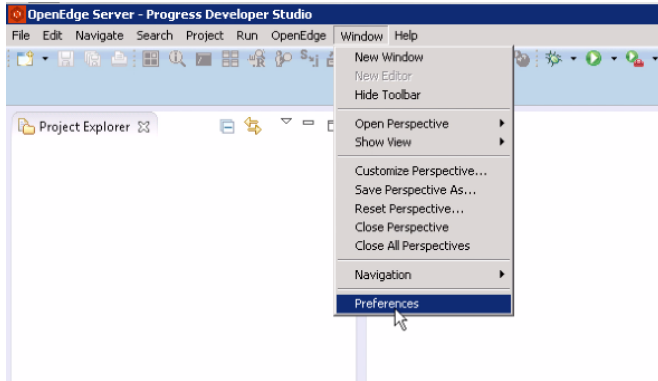 OpenEdge Server - Progress Developer Studio
File Edit Navigate Search Project Run OpenEdge Window Help
New Window
New Editor
Hide Toolbar
Project Explorer
Open Perspective
Show View
Customize Perspective...
Save Perspective As...
Reset Perspective...
Close Perspective
Close All Perspectives
Navigation
Preferences